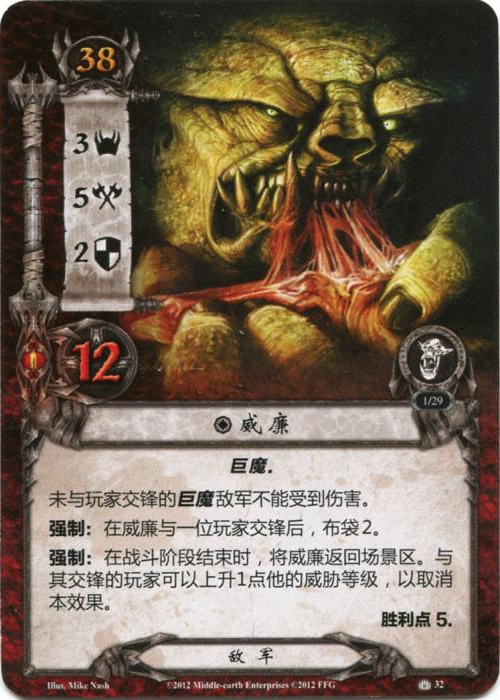 38
3
5
2
12
1/29
威廉
巨魔.
未与玩家交锋的巨魔敌军不能受到伤害。
强制：在威廉与一位玩家交锋后，布袋2。
强制：在战斗阶段结束时，将威廉返回场景区。与
其交锋的玩家可以上升1点他的威胁等级，以取消
本效果。
胜利点 5.
敌军
Illus. Mike Nash ©2012 Middle-earth Enterprises ©2012 FFG 32